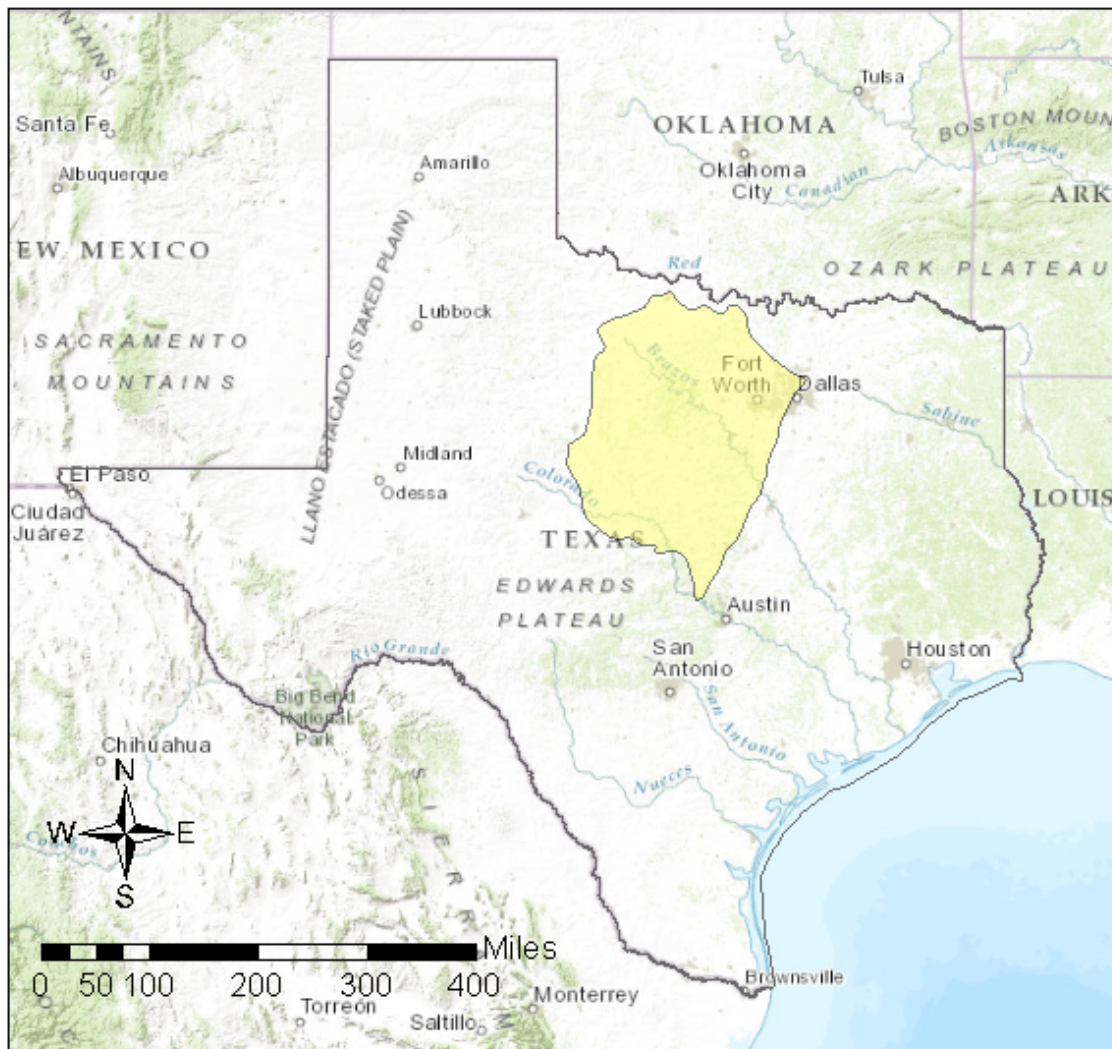 NTAINS
Santa Fe
Albuquerque
EW MEXICO
SACRAMENTO
MOUNTAINS
Amarillo
Lubbock
LLANO ESTACADO (STAKED PLAIN)
Midland
Odessa
El Paso
Ciudad
Juárez
Tulsa
OKLAHOMA
Oklahoma
City
Canadian
BOSTON MOUN
Arkansas
ARK
OZARK PLATEAU
Red
Brazos
Fort
Worth
Dallas
Sabine
Colorado
TEXAS
EDWARDS
PLATEAU
LOUIS
Austin
San
Antonio
Houston
Rio Grande
Big Bend
National
Park
San Antonio
Nueces
Chihuahua
Conchos
SIERR
M
N
W E
S
Miles
0 50 100 200 300 400
Torreón
Saltillo
Monterrey
Brownsville